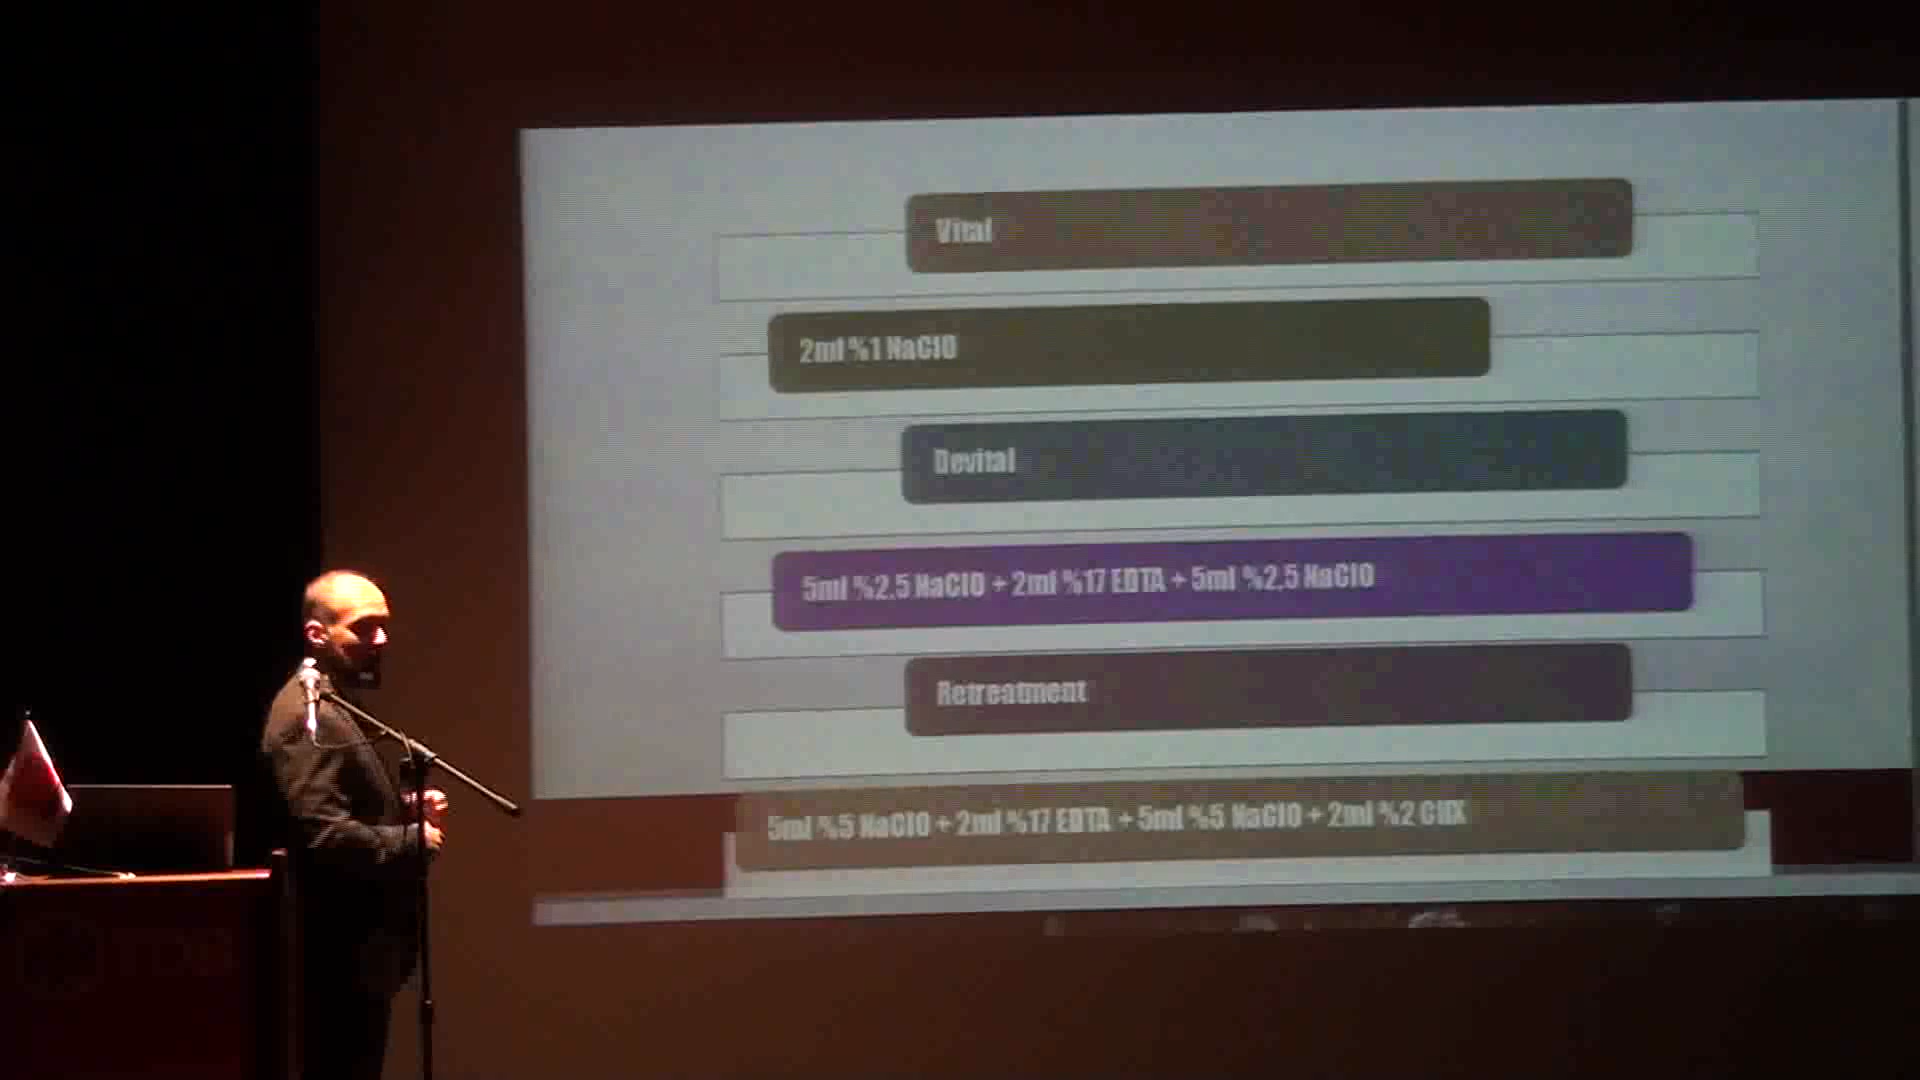 Vital
2ml %1 NaClO
Devital
5ml %2.5 NaClO + 2ml %17 EDTA + 5ml %2.5 NaClO
Retreatment
5ml %5 NaClO + 2ml %17 EDTA + 5ml %5 NaClO + 2ml %2 CHX
TDB